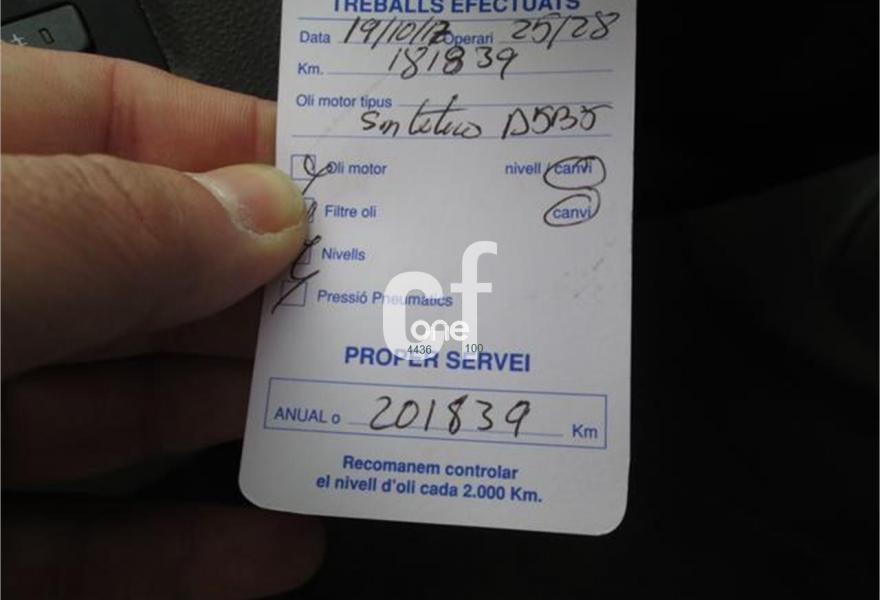 TREBALLS EFECTUATS
Data 19/10/17 Operari 25/28
Km. 181839
Oli motor tipus
Sintetico A5B5
Oli motor nivell / canvi
Filtre oli canvi
Nivells
Pressió Pneumàtics
cf
one
4436 100
PROPER SERVEI
ANUAL o 201839 Km
Recomanem controlar
el nivell d'oli cada 2.000 Km.